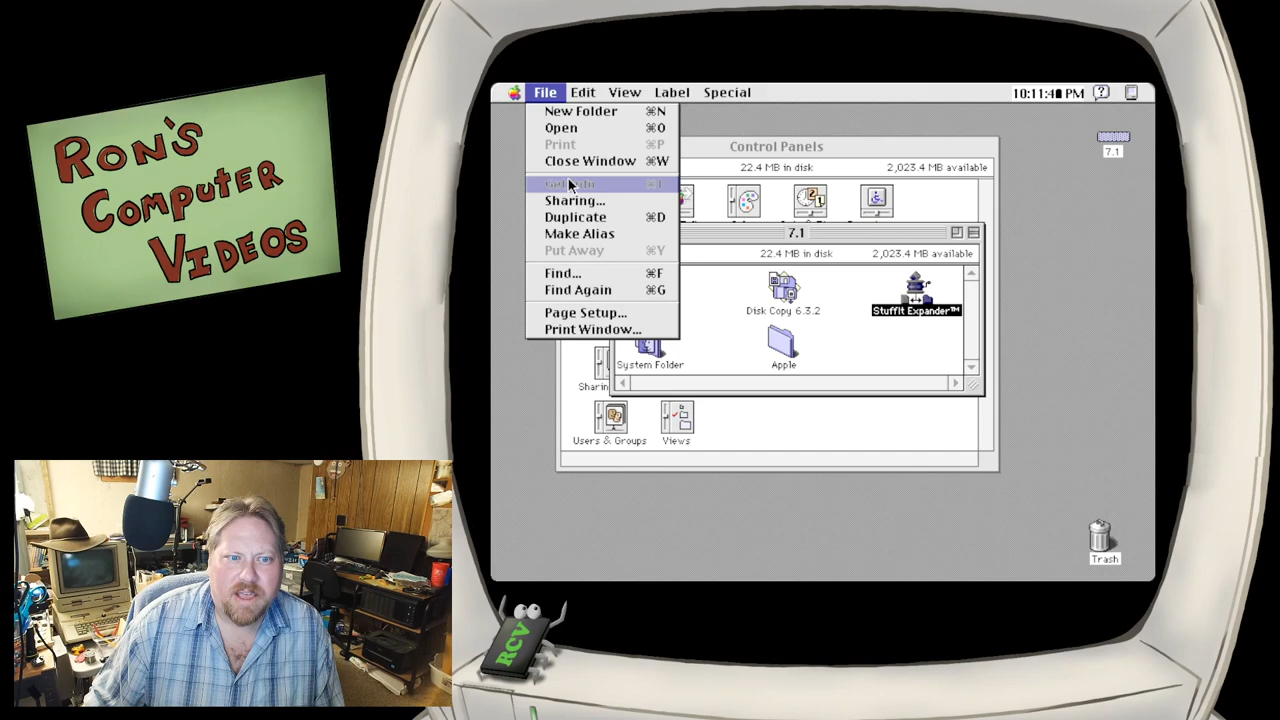 RON'S
COMPUTER
VIDEOS
File Edit View Label Special
PM
New Folder ⌘N
Open ⌘O
Print ⌘P
Close Window ⌘W
⌘I
Sharing...
Duplicate ⌘D
Make Alias
Put Away ⌘Y
Find... ⌘F
Find Again ⌘G
Page Setup...
Print Window...
Control Panels
22.4 MB in disk 2,023.4 MB available
7.1
22.4 MB in disk 2,023.4 MB available
Disk Copy 6.3.2
StuffIt Expander™
System Folder
Apple
Users & Groups
Views
7.1
Trash
RCV